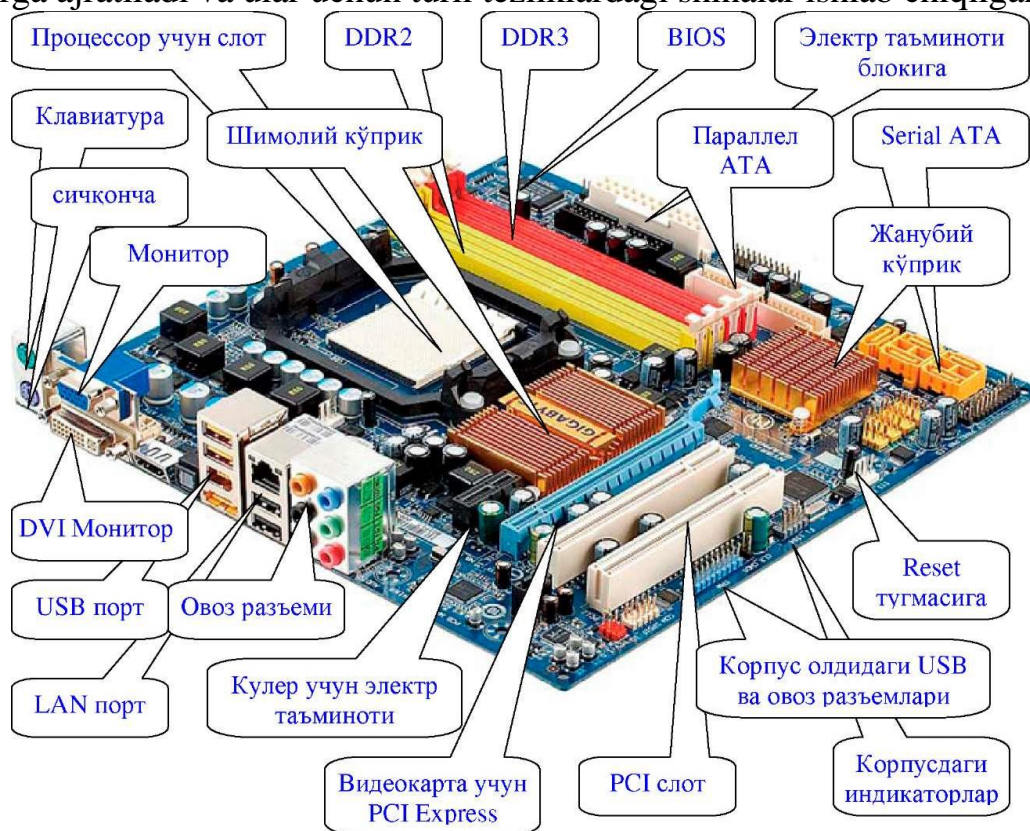 Процессор учун слот
DDR2
DDR3
BIOS
Электр таъминоти
блокига
Клавиатура
Шимолий кўприк
Параллел
АТА
Serial ATA
сичқонча
Монитор
Жанубий
кўприк
GIGABYTE
DVI Монитор
USB порт
Овоз разъеми
Reset
тугмасига
LAN порт
Кулер учун электр
таъминоти
Корпус олдидаги USB
ва овоз разъемлари
Видеокарта учун
PCI Express
PCI слот
Корпусдаги
индикаторлар